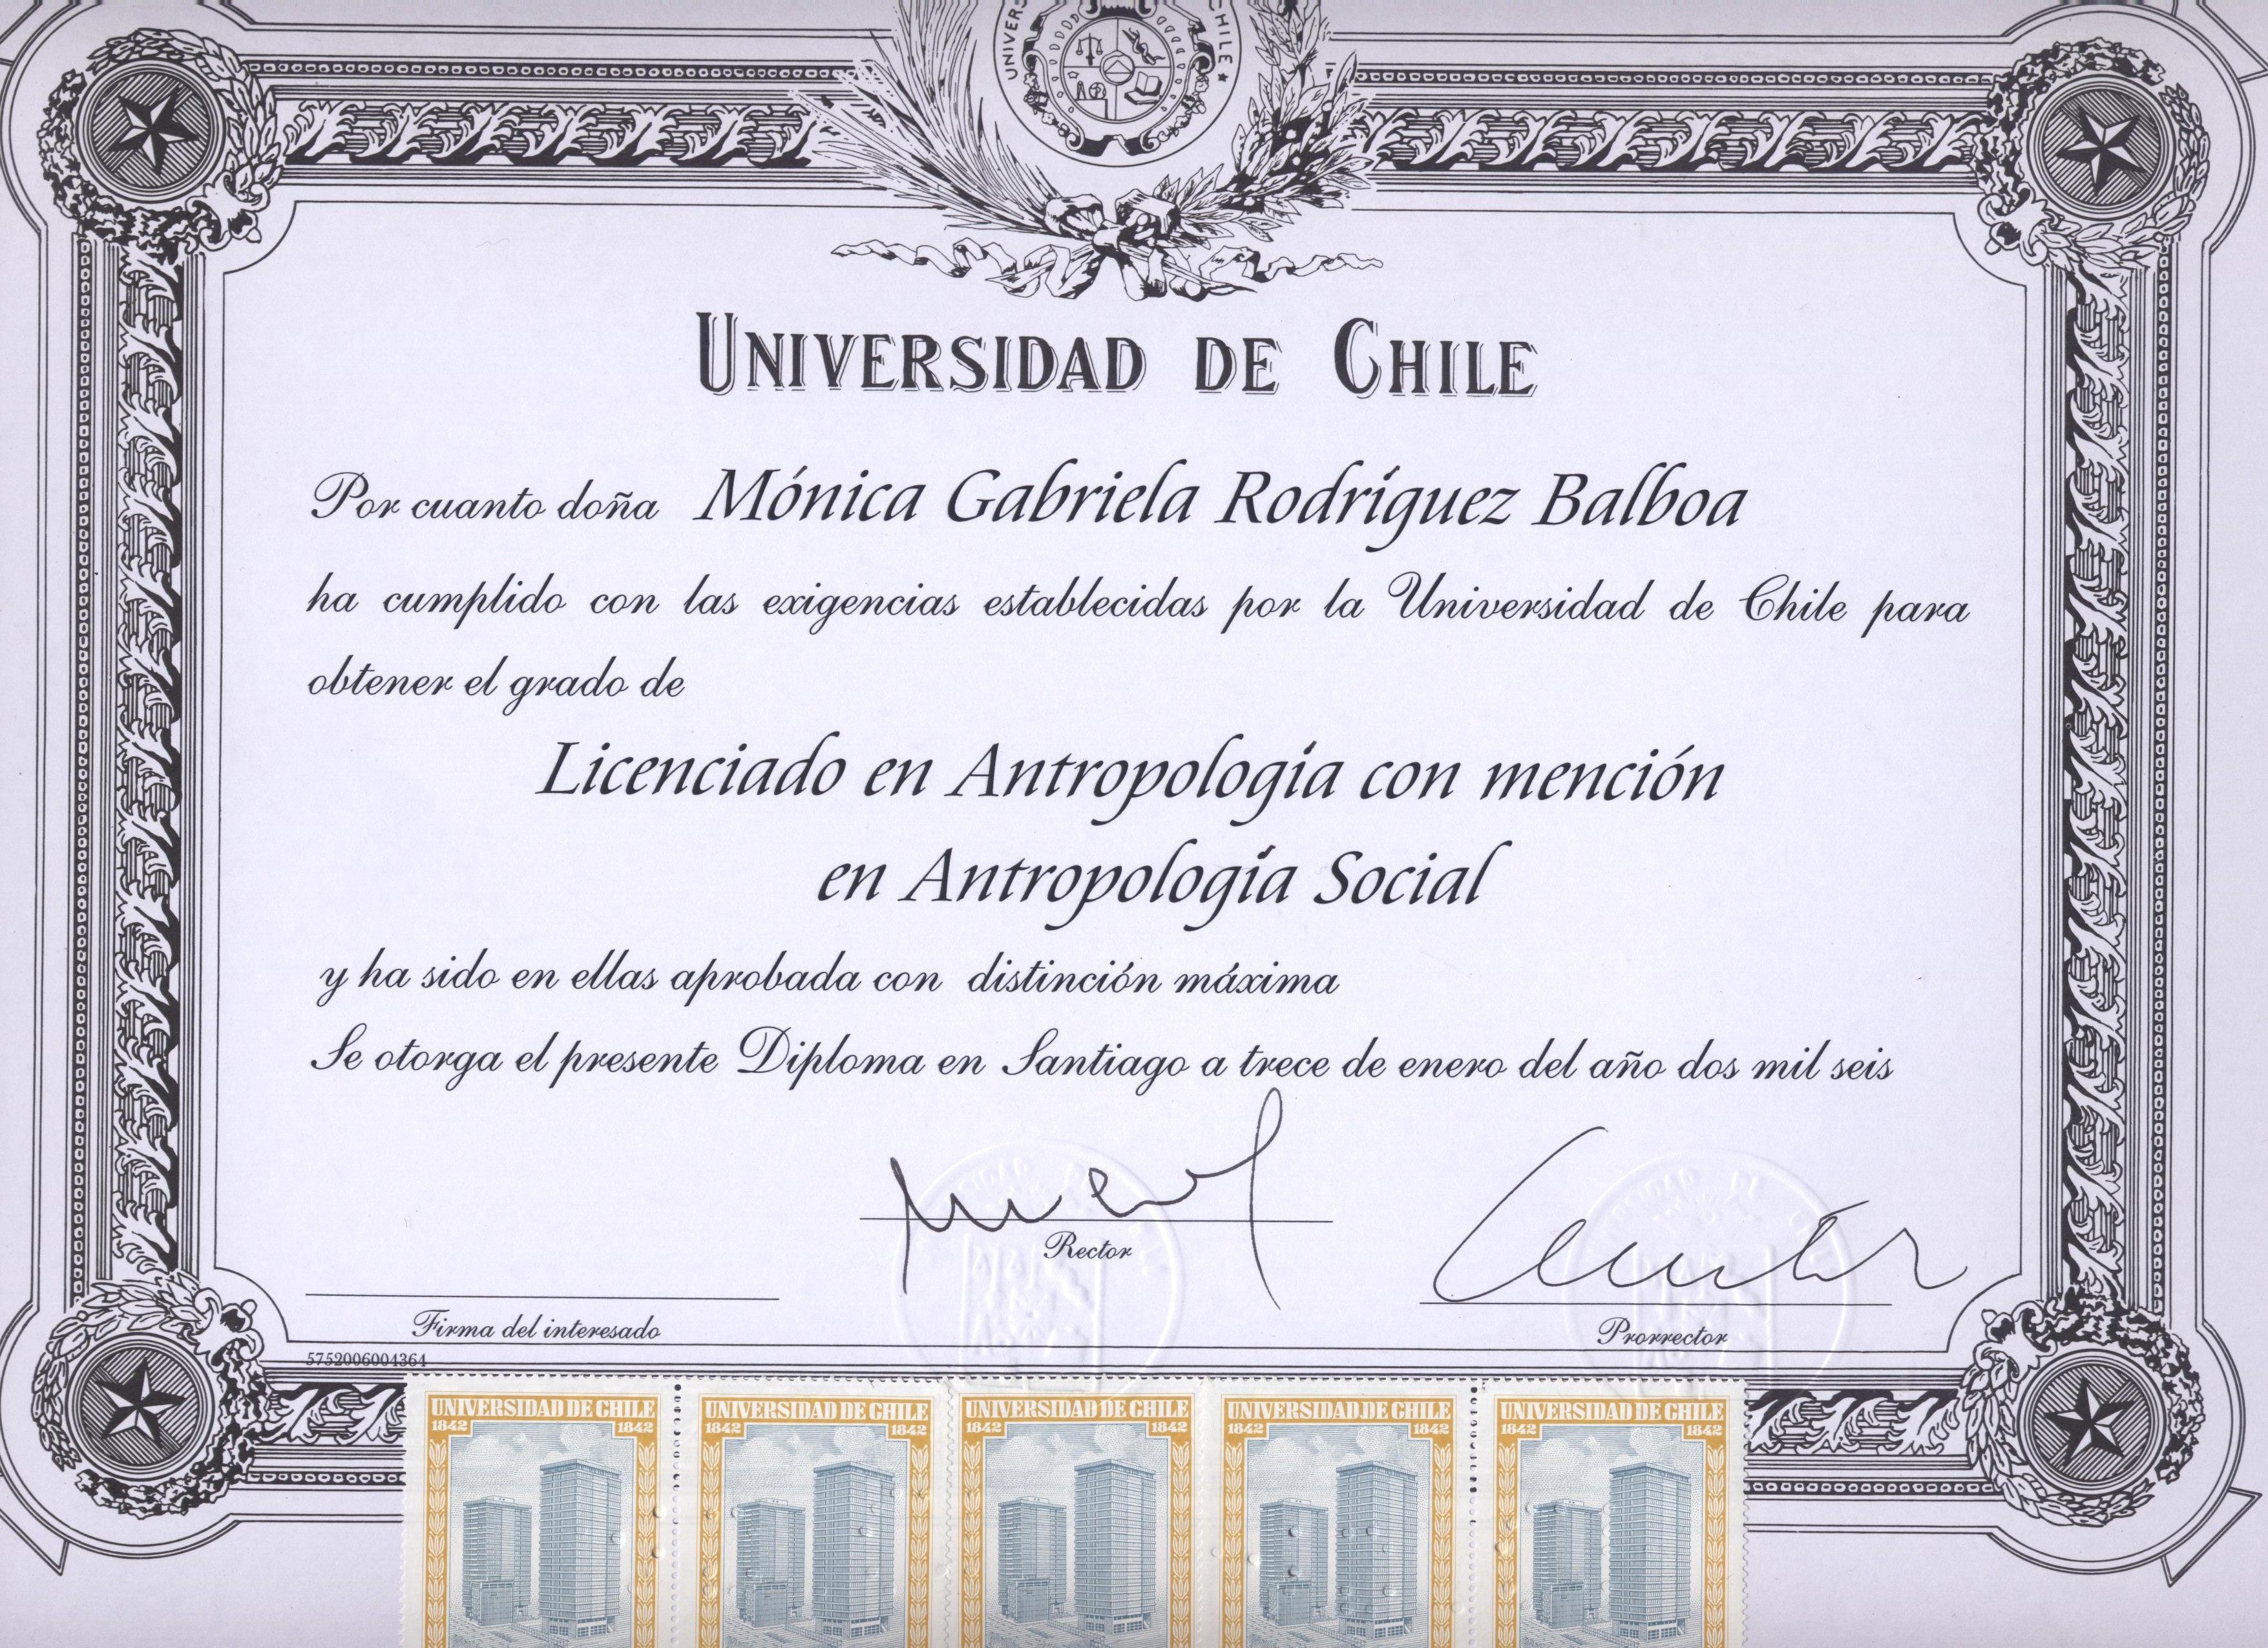 UNIVERS
CHILE ★
UNIVERSIDAD DE CHILE
Por cuanto doña Mónica Gabriela Rodríguez Balboa
ha cumplido con las exigencias establecidas por la Universidad de Chile para
obtener el grado de
Licenciado en Antropología con mención
en Antropología Social
y ha sido en ellas aprobada con distinción máxima
Se otorga el presente Diploma en Santiago a trece de enero del año dos mil seis
Rector
Firma del interesado
Prorrector
5752006004364
UNIVERSIDAD DE CHILE
1842 1842
UNIVERSIDAD DE CHILE
1842 1842
UNIVERSIDAD DE CHILE
1842 1842
UNIVERSIDAD DE CHILE
1842 1842
UNIVERSIDAD DE CHILE
1842 1842